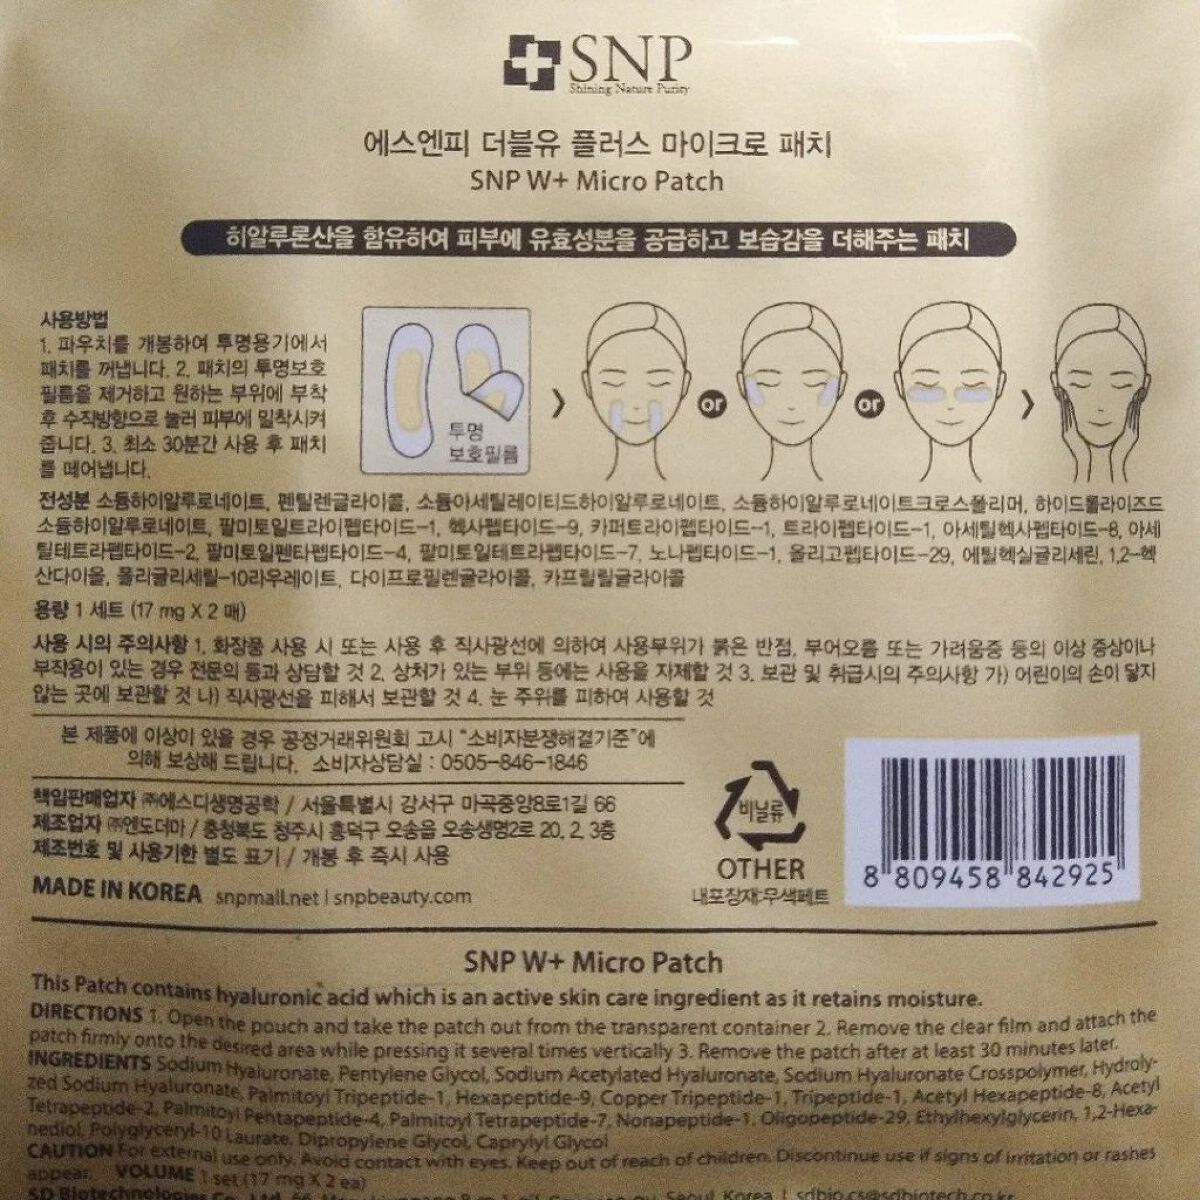 SNP
Shining Nature Purity
에스엔피 더블유 플러스 마이크로 패치
SNP W+ Micro Patch
히알루론산을 함유하여 피부에 유효성분을 공급하고 보습감을 더해주는 패치
사용방법
1. 파우치를 개봉하여 투명용기에서
패치를 꺼냅니다. 2. 패치의 투명보호
필름을 제거하고 원하는 부위에 부착
후 수직방향으로 눌러 피부에 밀착시켜
줍니다. 3. 최소 30분간 사용 후 패치
를 떼어냅니다.
투명
보호필름
or
or
전성분 소듐하이알루로네이트, 펜틸렌글라이콜, 소듐아세틸레이티드하이알루로네이트, 소듐하이알루로네이트크로스폴리머, 하이드롤라이즈드
소듐하이알루로네이트, 팔미토일트라이펩타이드-1, 헥사펩타이드-9, 카퍼트라이펩타이드-1, 트라이펩타이드-1, 아세틸헥사펩타이드-8, 아세
틸테트라펩타이드-2, 팔미토일펜타펩타이드-4, 팔미토일테트라펩타이드-7, 노나펩타이드-1, 올리고펩타이드-29, 에틸헥실글리세린, 1,2-헥
산다이올, 폴리글리세릴-10라우레이트, 다이프로필렌글라이콜, 카프릴릴글라이콜
용량 1 세트 (17 mg X 2 매)
사용 시의 주의사항 1. 화장품 사용 시 또는 사용 후 직사광선에 의하여 사용부위가 붉은 반점, 부어오름 또는 가려움증 등의 이상 증상이나
부작용이 있는 경우 전문의 등과 상담할 것 2. 상처가 있는 부위 등에는 사용을 자제할 것 3. 보관 및 취급시의 주의사항 가) 어린이의 손이 닿지
않는 곳에 보관할 것 나) 직사광선을 피해서 보관할 것 4. 눈 주위를 피하여 사용할 것
본 제품에 이상이 있을 경우 공정거래위원회 고시 "소비자분쟁해결기준"에
의해 보상해 드립니다. 소비자상담실 : 0505-846-1846
책임판매업자 ㈜에스디생명공학 / 서울특별시 강서구 마곡중앙8로1길 66
제조업자 ㈜엔도더마 / 충청북도 청주시 흥덕구 오송읍 오송생명2로 20, 2, 3층
제조번호 및 사용기한 별도 표기 / 개봉 후 즉시 사용
MADE IN KOREA snpmall.net | snpbeauty.com
비닐류
OTHER
내포장재:무색페트
8 809458 842925
SNP W+ Micro Patch
This Patch contains hyaluronic acid which is an active skin care ingredient as it retains moisture.
DIRECTIONS 1. Open the pouch and take the patch out from the transparent container 2. Remove the clear film and attach the
patch firmly onto the desired area while pressing it several times vertically 3. Remove the patch after at least 30 minutes later.
INGREDIENTS Sodium Hyaluronate, Pentylene Glycol, Sodium Acetylated Hyaluronate, Sodium Hyaluronate Crosspolymer, Hydroly-
zed Sodium Hyaluronate, Palmitoyl Tripeptide-1, Hexapeptide-9, Copper Tripeptide-1, Tripeptide-1, Acetyl Hexapeptide-8, Acetyl
Tetrapeptide-2, Palmitoyl Pentapeptide-4, Palmitoyl Tetrapeptide-7, Nonapeptide-1, Oligopeptide-29, Ethylhexylglycerin, 1,2-Hexa-
nediol, Polyglyceryl-10 Laurate, Dipropylene Glycol, Caprylyl Glycol
CAUTION For external use only. Avoid contact with eyes. Keep out of reach of children. Discontinue use if signs of irritation or rashes
appear. VOLUME 1 set (17 mg X 2 ea)
SD Biotechnologies Co., Ltd. 66, Seoul, Korea | sdbio.cs@sdbiotech.co.kr